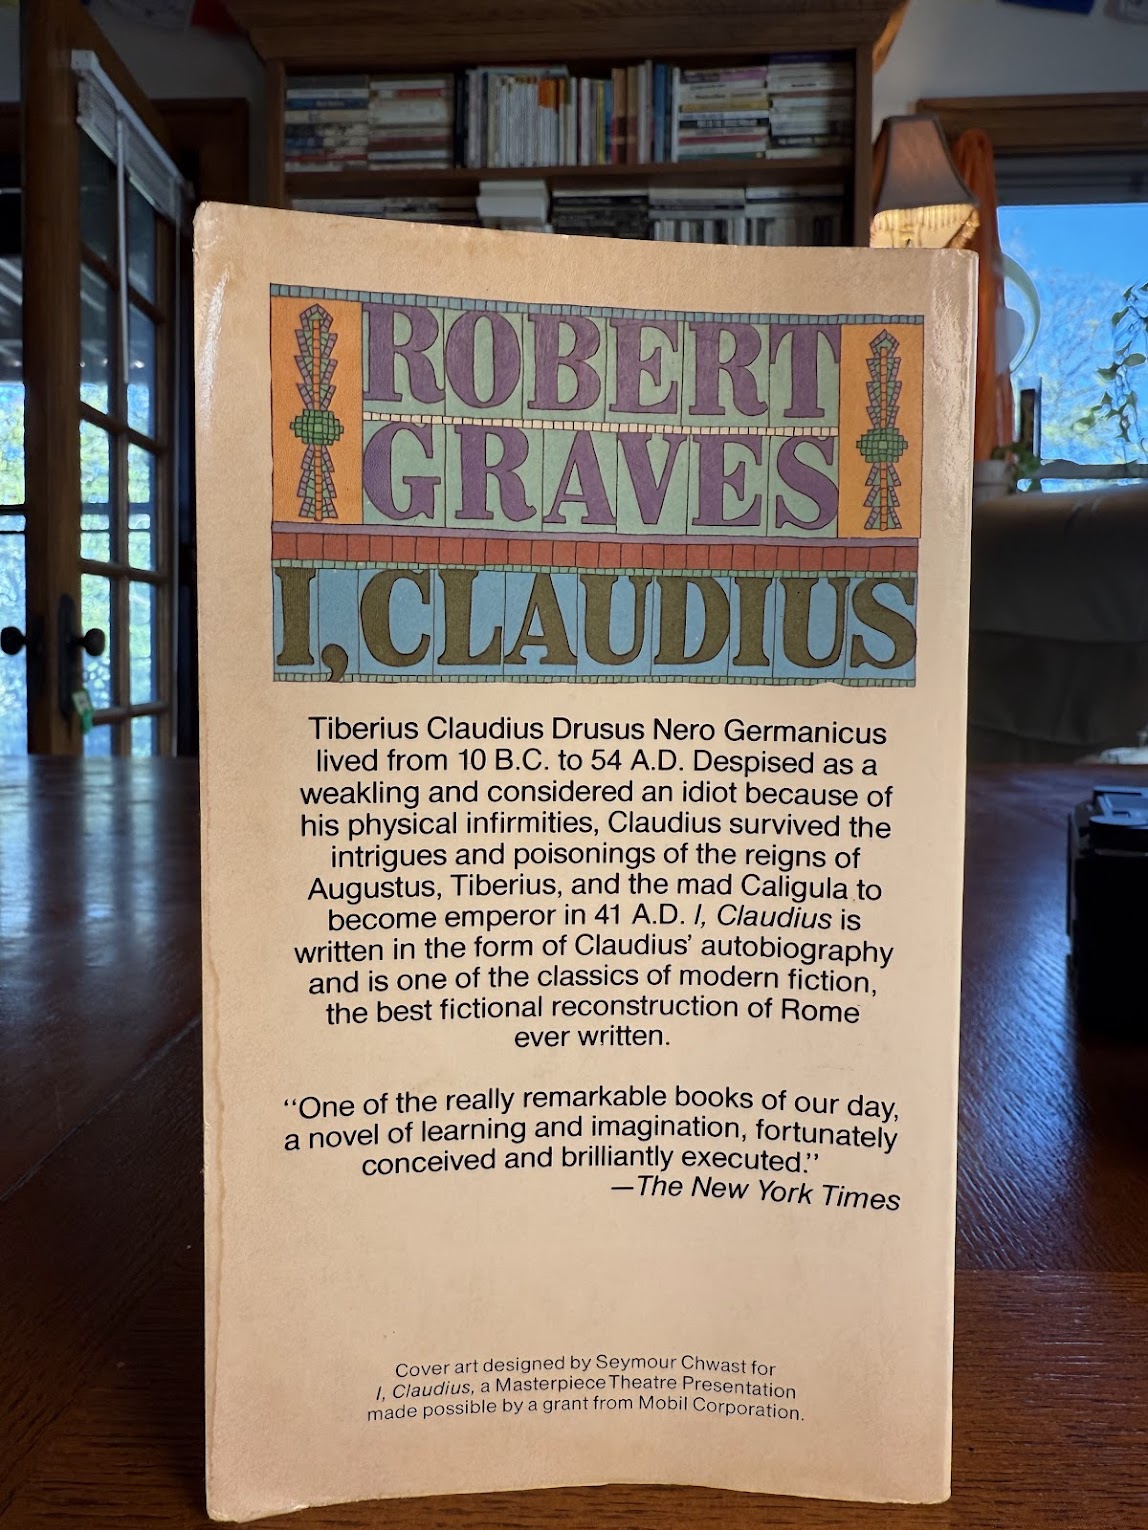 ROBERT
GRAVES
I, CLAUDIUS
Tiberius Claudius Drusus Nero Germanicus
lived from 10 B.C. to 54 A.D. Despised as a
weakling and considered an idiot because of
his physical infirmities, Claudius survived the
intrigues and poisonings of the reigns of
Augustus, Tiberius, and the mad Caligula to
become emperor in 41 A.D. I, Claudius is
written in the form of Claudius’ autobiography
and is one of the classics of modern fiction,
the best fictional reconstruction of Rome
ever written.
“One of the really remarkable books of our day,
a novel of learning and imagination, fortunately
conceived and brilliantly executed.”
—The New York Times
Cover art designed by Seymour Chwast for
I, Claudius, a Masterpiece Theatre Presentation
made possible by a grant from Mobil Corporation.